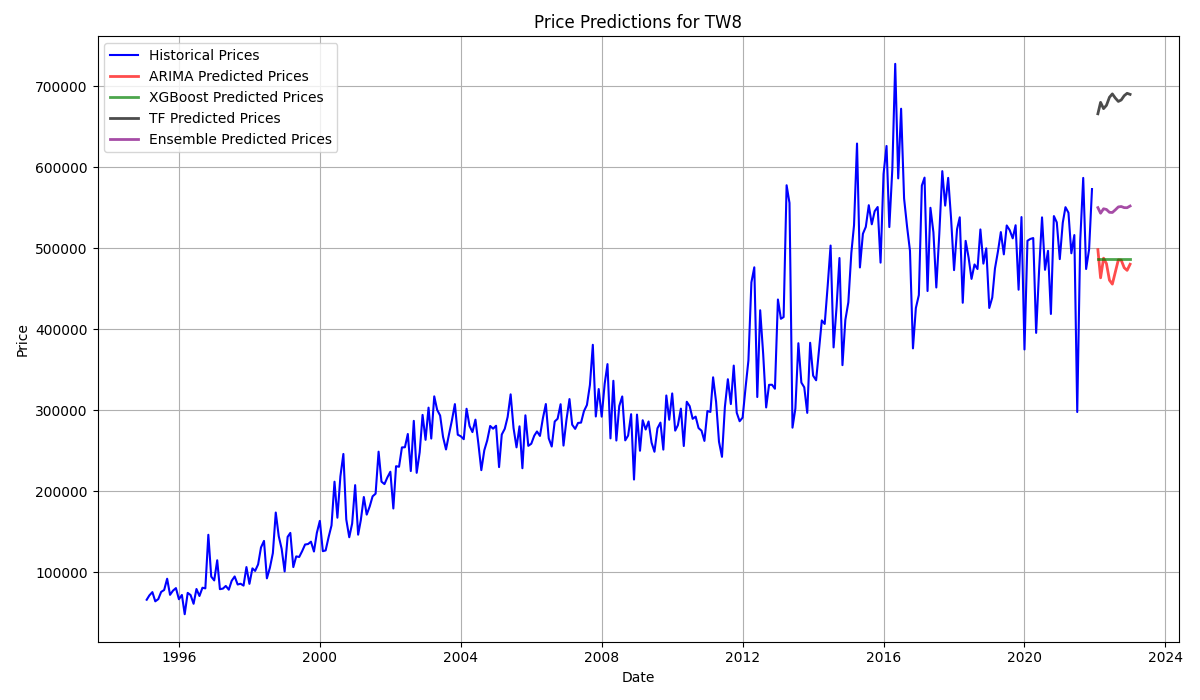 Price Predictions for TW8
Historical Prices
ARIMA Predicted Prices
XGBoost Predicted Prices
TF Predicted Prices
Ensemble Predicted Prices
Price
700000
600000
500000
400000
300000
200000
100000
1996 2000 2004 2008 2012 2016 2020 2024
Date